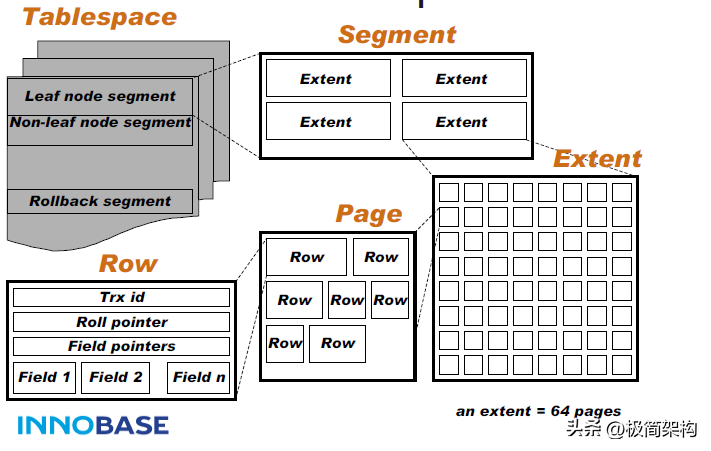 Tablespace
Leaf node segment
Non-leaf node segment
Rollback segment
Segment
Extent Extent
Extent Extent
Extent
an extent = 64 pages
Page
Row Row
Row Row Row
Row Row
Row
Trx id
Roll pointer
Field pointers
Field 1 Field 2 Field n
INNOBASE
头条 @极简架构